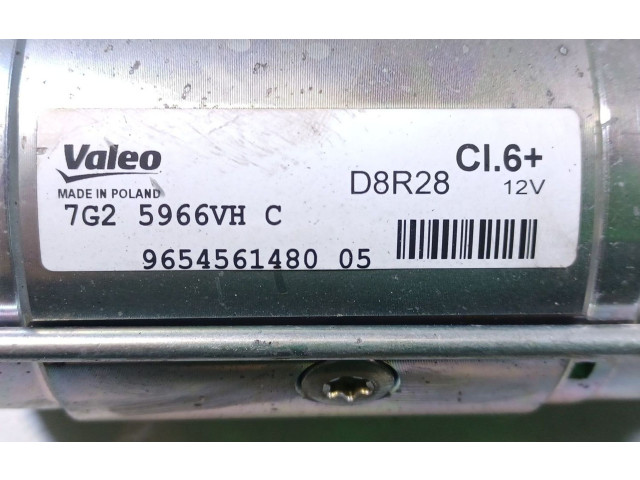 Valeo
MADE IN POLAND
D8R28
Cl.6+
12V
7G2 5966VH C
9654561480 05